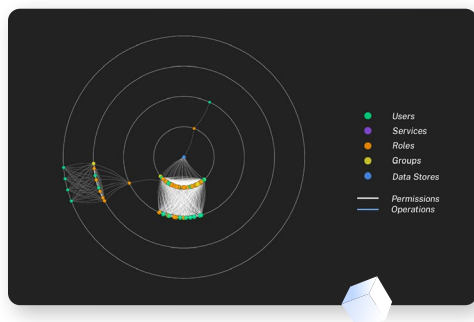 Users
Services
Roles
Groups
Data Stores
Permissions
Operations